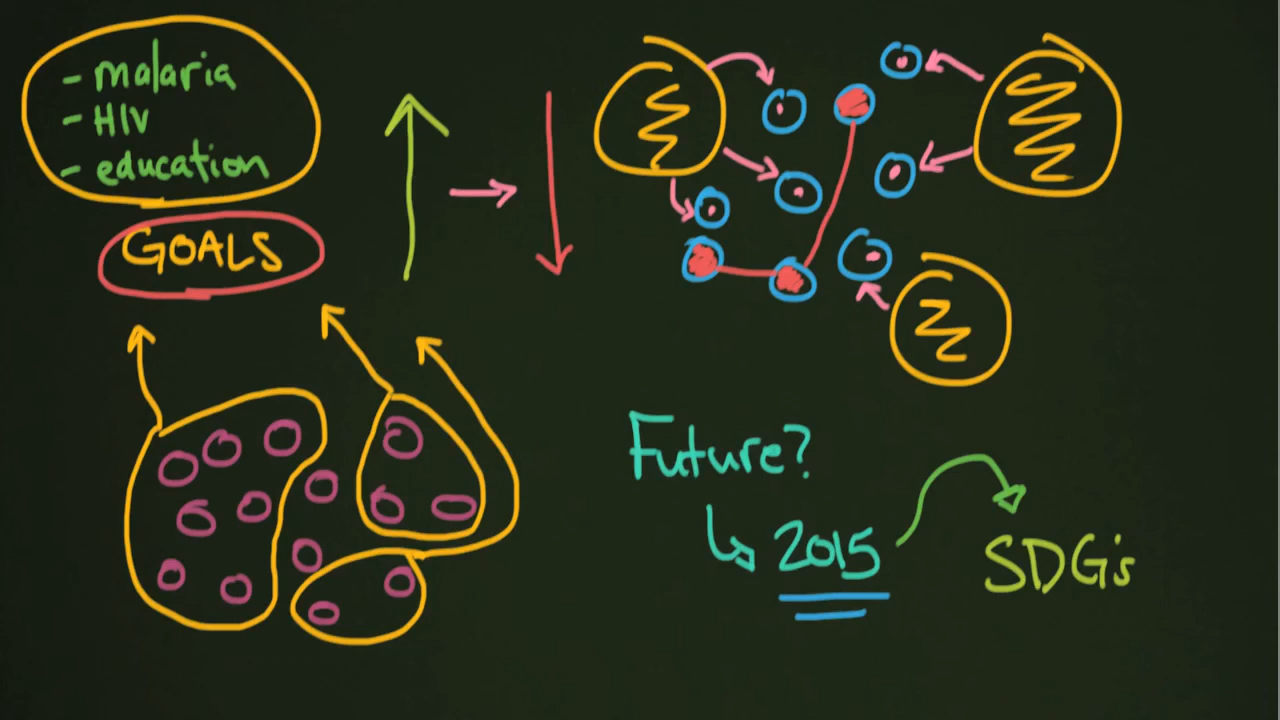 - malaria
- HIV
- education
GOALS
Future?
2015
SDG's